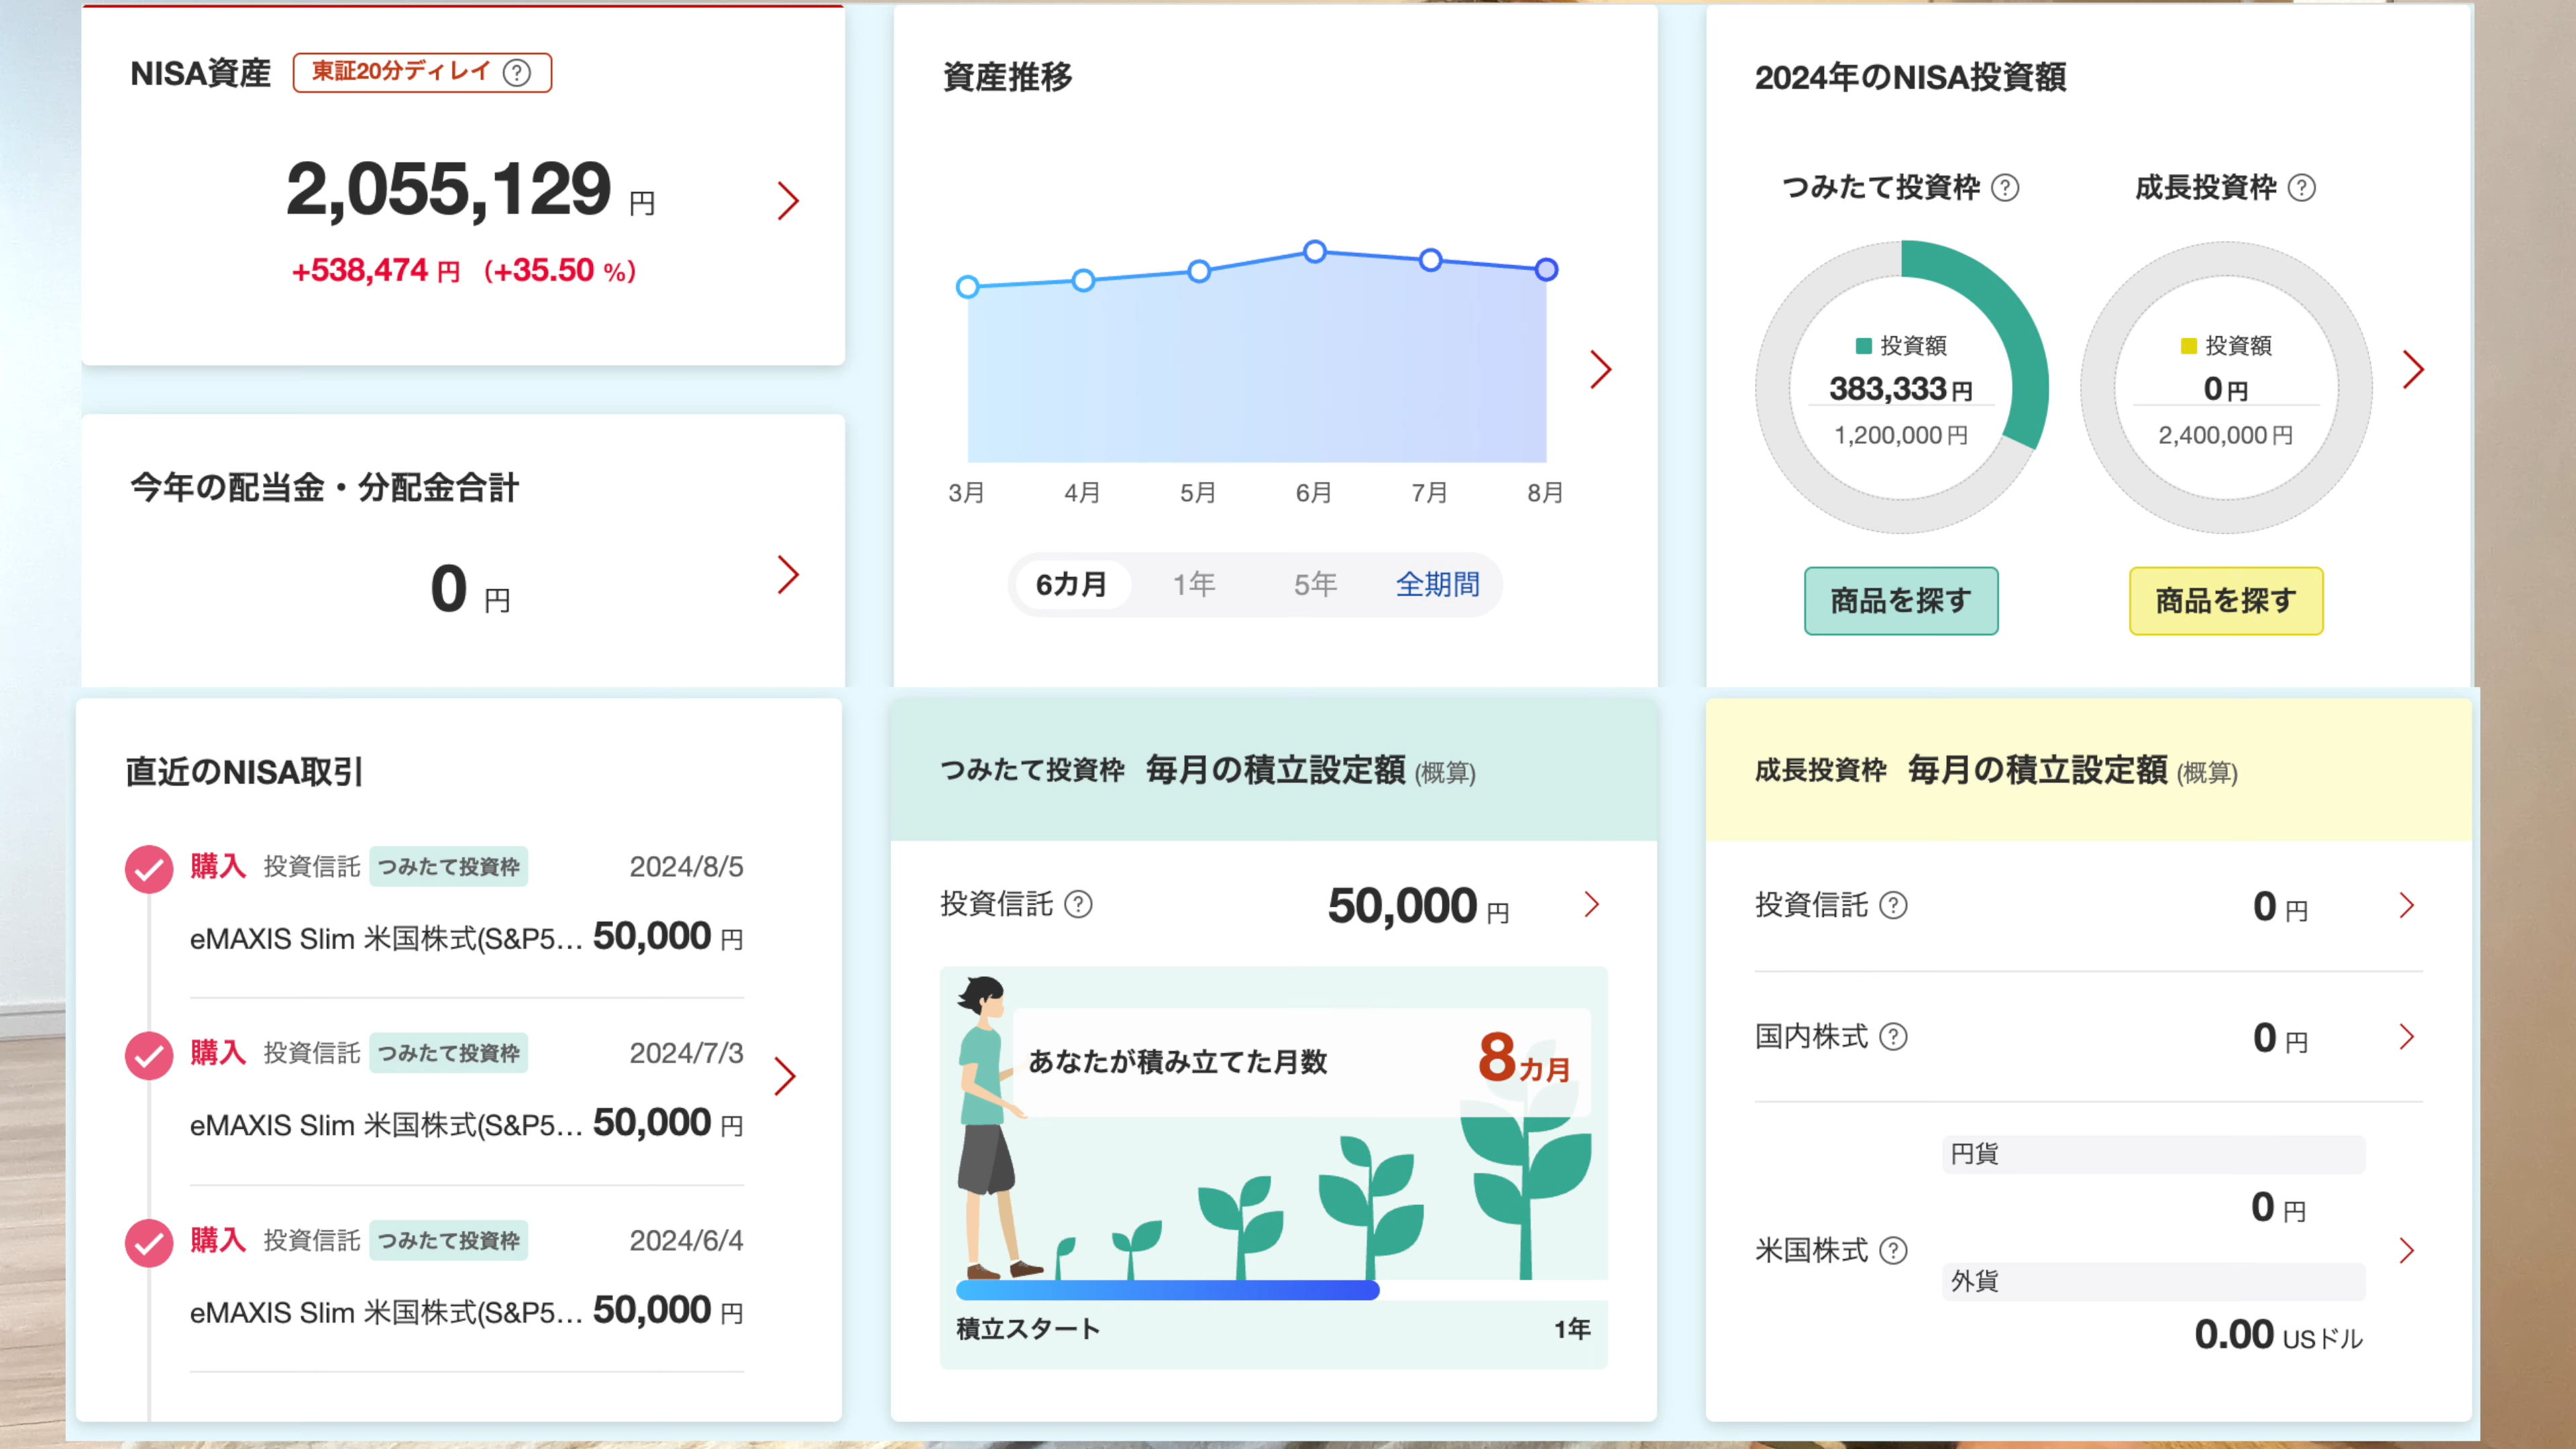 NISA資産 東証20分ディレイ ?
2,055,129 円
+538,474 円 (+35.50 %)
今年の配当金・分配金合計
0 円
資産推移
3月 4月 5月 6月 7月 8月
6カ月 1年 5年 全期間
2024年のNISA投資額
つみたて投資枠 ?
投資額
383,333円
1,200,000円
商品を探す
成長投資枠 ?
投資額
0円
2,400,000円
商品を探す
直近のNISA取引
購入 投資信託 つみたて投資枠 2024/8/5
eMAXIS Slim 米国株式(S&P5... 50,000 円
購入 投資信託 つみたて投資枠 2024/7/3
eMAXIS Slim 米国株式(S&P5... 50,000 円
購入 投資信託 つみたて投資枠 2024/6/4
eMAXIS Slim 米国株式(S&P5... 50,000 円
つみたて投資枠 毎月の積立設定額 (概算)
投資信託 ? 50,000 円
あなたが積み立てた月数 8カ月
積立スタート 1年
成長投資枠 毎月の積立設定額 (概算)
投資信託 ? 0 円
国内株式 ? 0 円
米国株式 ?
円貨
0 円
外貨
0.00 USドル